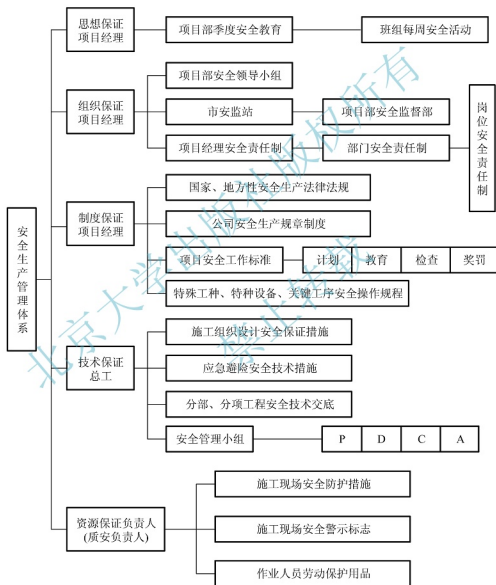 安全生产管理体系
思想保证
项目经理
项目部季度安全教育
班组每周安全活动
组织保证
项目经理
项目部安全领导小组
市安监站
项目部安全监督部
项目经理安全责任制
部门安全责任制
岗位安全责任制
制度保证
项目经理
国家、地方性安全生产法律法规
公司安全生产规章制度
项目安全工作标准
计划
教育
检查
奖罚
特殊工种、特种设备、关键工序安全操作规程
技术保证
总工
施工组织设计安全保证措施
应急避险安全技术措施
分部、分项工程安全技术交底
安全管理小组
P
D
C
A
资源保证负责人
(质安负责人)
施工现场安全防护措施
施工现场安全警示标志
作业人员劳动保护用品
北京大学出版社版权所有
禁止转载